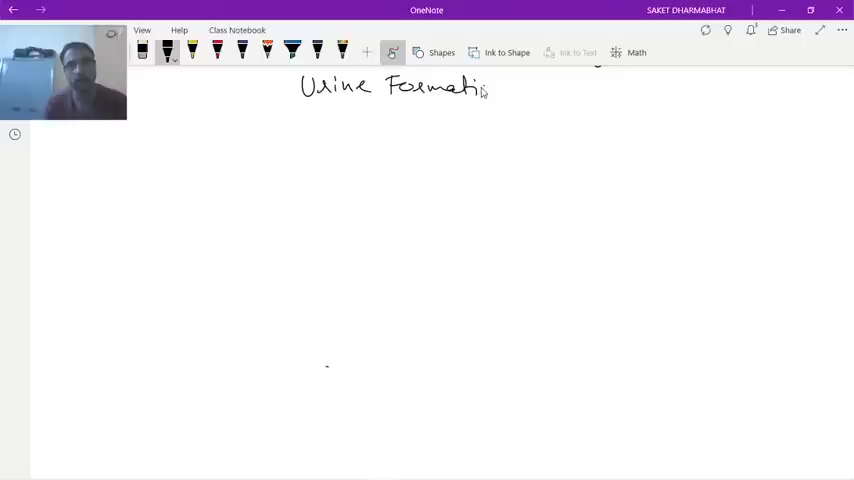 OneNote
SAKET DHARMABHAT
View Help Class Notebook
Share
Shapes
Ink to Shape
Ink to Text
Math
Urine Formati